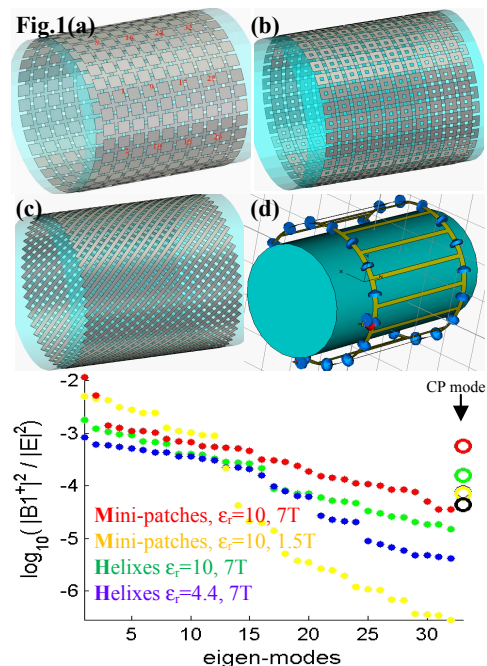 Fig.1(a)
(b)
(c)
(d)
CP mode
-2
-3
-4
-5
-6
log10(|B1+|2 / |E|2)
Mini-patches, εr=10, 7T
Mini-patches, εr=10, 1.5T
Helixes εr=10, 7T
Helixes εr=4.4, 7T
5 10 15 20 25 30
eigen-modes